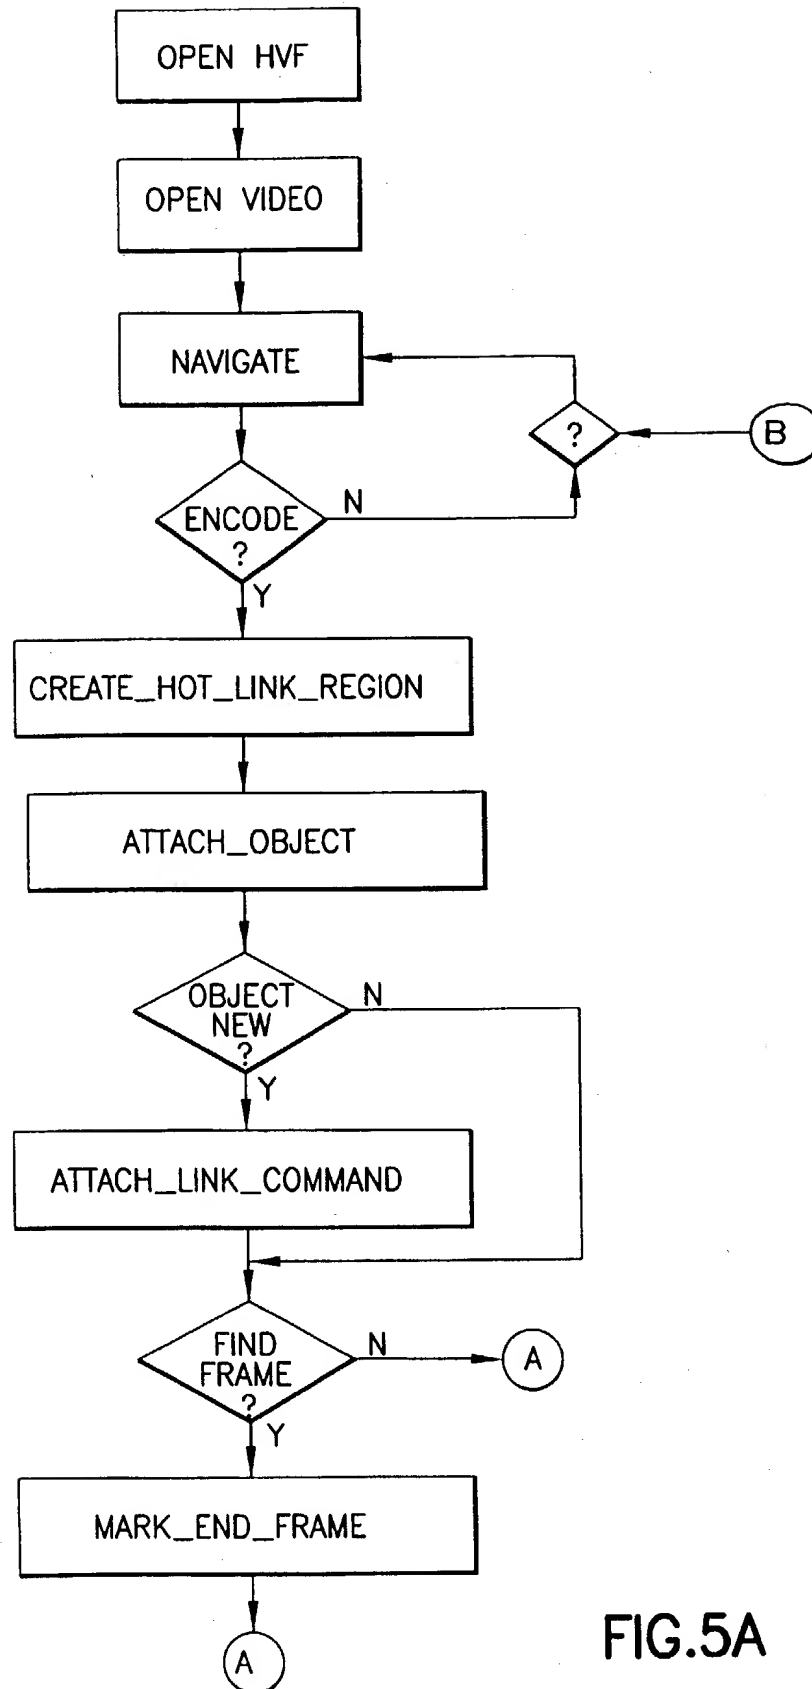 OPEN HVF
OPEN VIDEO
NAVIGATE
?
B
ENCODE
?
N
Y
CREATE_HOT_LINK_REGION
ATTACH_OBJECT
OBJECT
NEW
?
N
Y
ATTACH_LINK_COMMAND
FIND
FRAME
?
N
A
Y
MARK_END_FRAME
A
FIG.5A